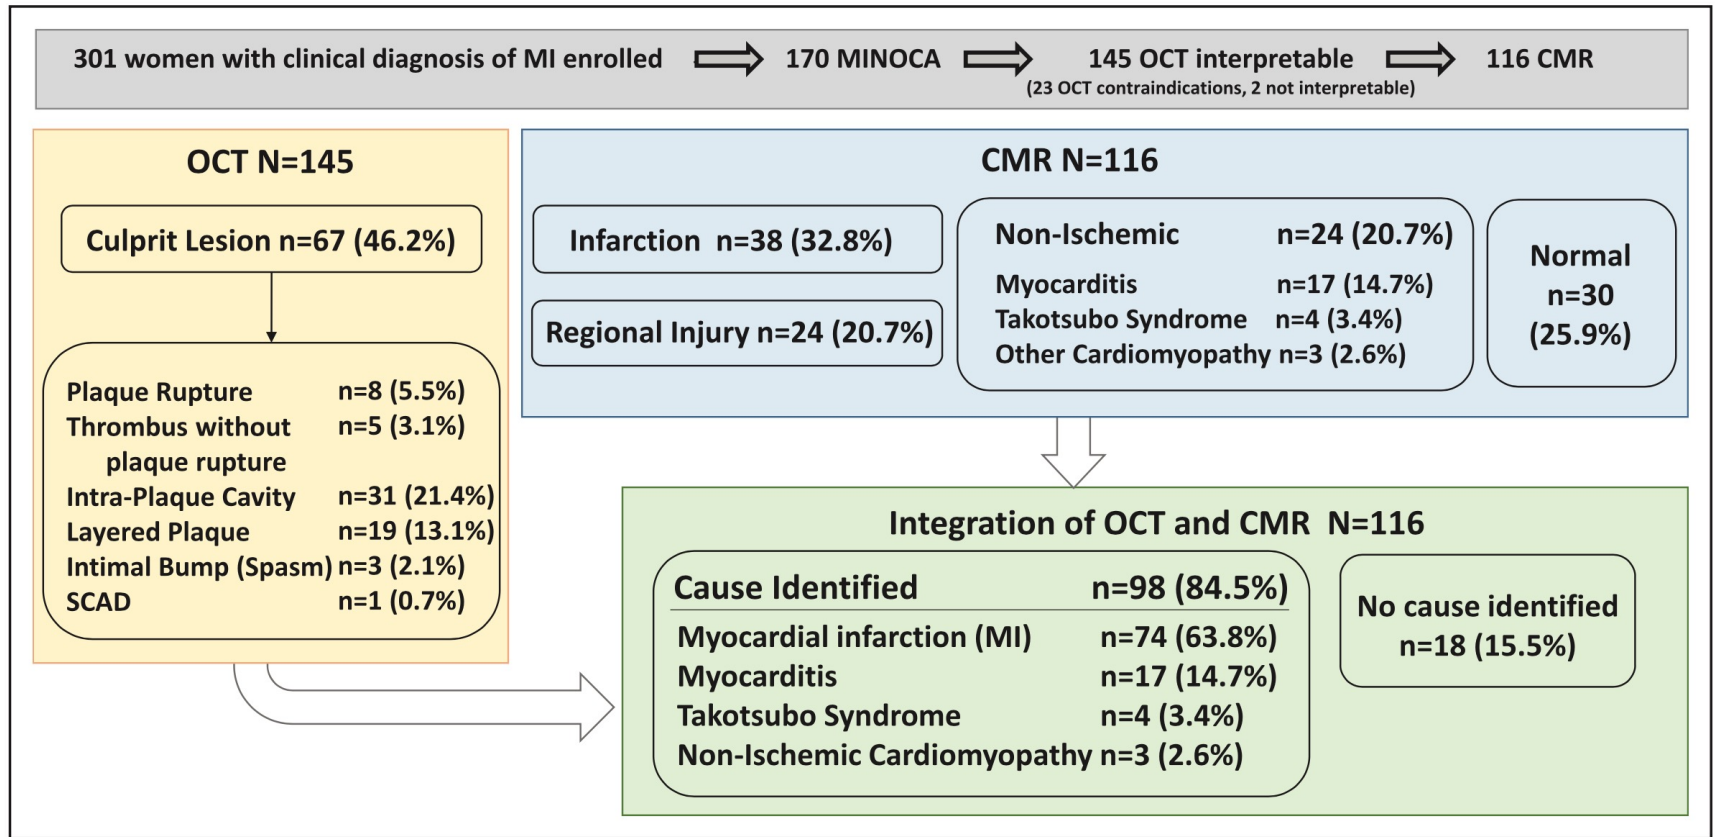 301 women with clinical diagnosis of MI enrolled 170 MINOCA 145 OCT interpretable 116 CMR
(23 OCT contraindications, 2 not interpretable)
OCT N=145
Culprit Lesion n=67 (46.2%)
Plaque Rupture n=8 (5.5%)
Thrombus without n=5 (3.1%)
plaque rupture
Intra-Plaque Cavity n=31 (21.4%)
Layered Plaque n=19 (13.1%)
Intimal Bump (Spasm) n=3 (2.1%)
SCAD n=1 (0.7%)
CMR N=116
Infarction n=38 (32.8%)
Regional Injury n=24 (20.7%)
Non-Ischemic n=24 (20.7%)
Myocarditis n=17 (14.7%)
Takotsubo Syndrome n=4 (3.4%)
Other Cardiomyopathy n=3 (2.6%)
Normal
n=30
(25.9%)
Integration of OCT and CMR N=116
Cause Identified n=98 (84.5%)
Myocardial infarction (MI) n=74 (63.8%)
Myocarditis n=17 (14.7%)
Takotsubo Syndrome n=4 (3.4%)
Non-Ischemic Cardiomyopathy n=3 (2.6%)
No cause identified
n=18 (15.5%)